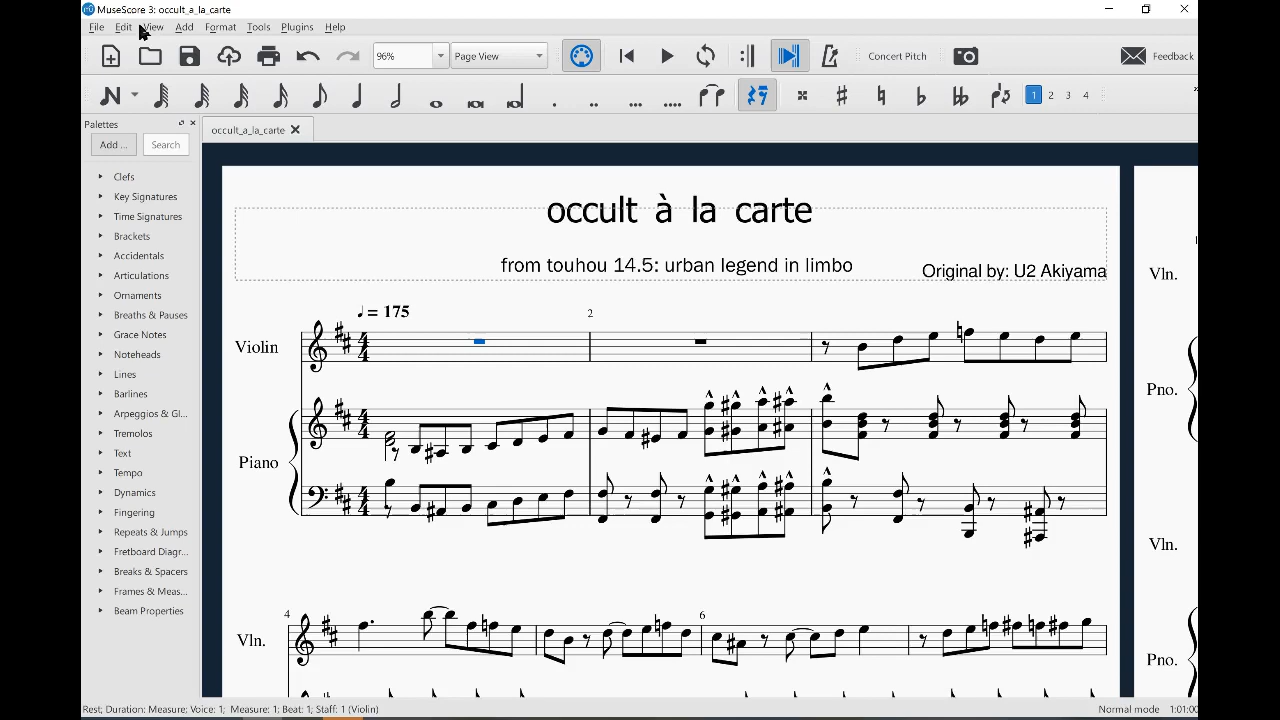 MuseScore 3: occult_a_la_carte
File Edit View Add Format Tools Plugins Help
96% Page View Concert Pitch Feedback
1 2 3 4
Palettes
occult_a_la_carte
Add ... Search
Clefs
Key Signatures
Time Signatures
Brackets
Accidentals
Articulations
Ornaments
Breaths & Pauses
Grace Notes
Noteheads
Lines
Barlines
Arpeggios & Gl...
Tremolos
Text
Tempo
Dynamics
Fingering
Repeats & Jumps
Fretboard Diagr...
Breaks & Spacers
Frames & Meas...
Beam Properties
occult à la carte
from touhou 14.5: urban legend in limbo
Original by: U2 Akiyama
= 175
2
Violin
Piano
4
6
Vln.
Vln.
Pno.
Vln.
Pno.
Rest; Duration: Measure; Voice: 1; Measure: 1; Beat: 1; Staff: 1 (Violin)
Normal mode 1:01:00